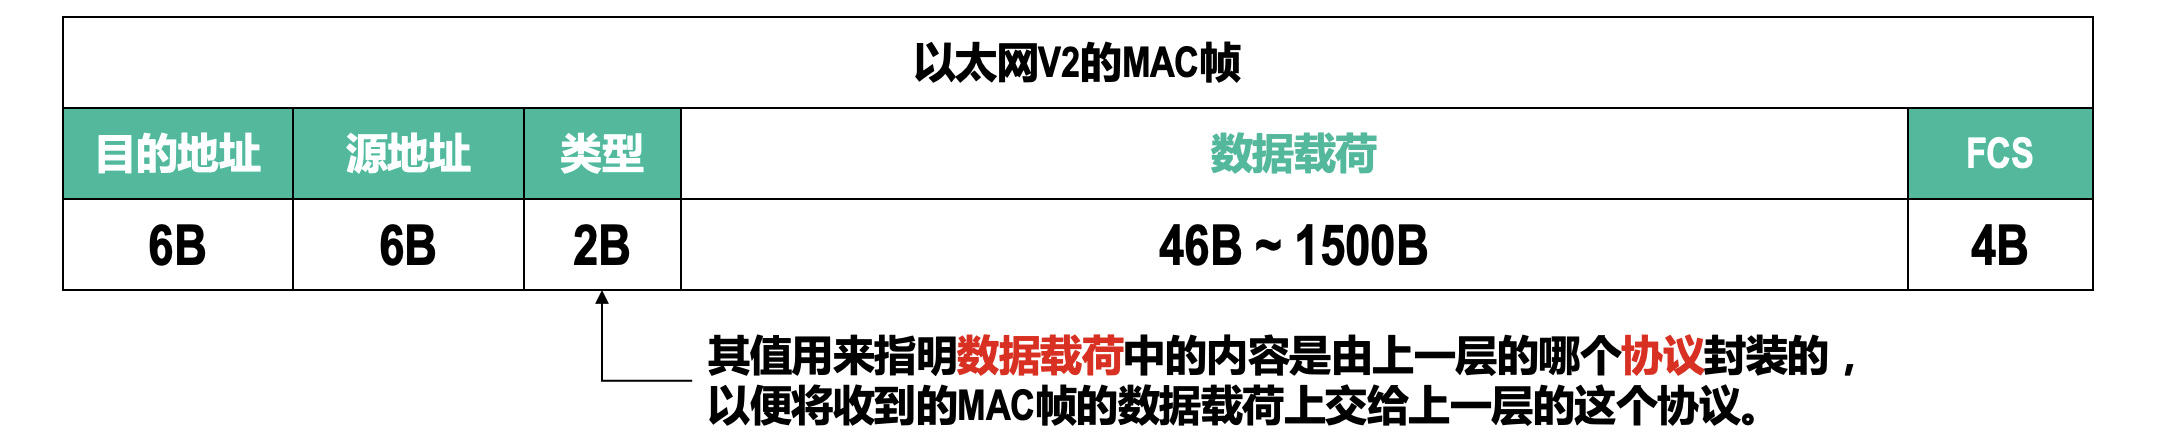 以太网V2的MAC帧
目的地址 源地址 类型 数据载荷 FCS
6B 6B 2B 46B ~ 1500B 4B
其值用来指明数据载荷中的内容是由上一层的哪个协议封装的，
以便将收到的MAC帧的数据载荷上交给上一层的这个协议。